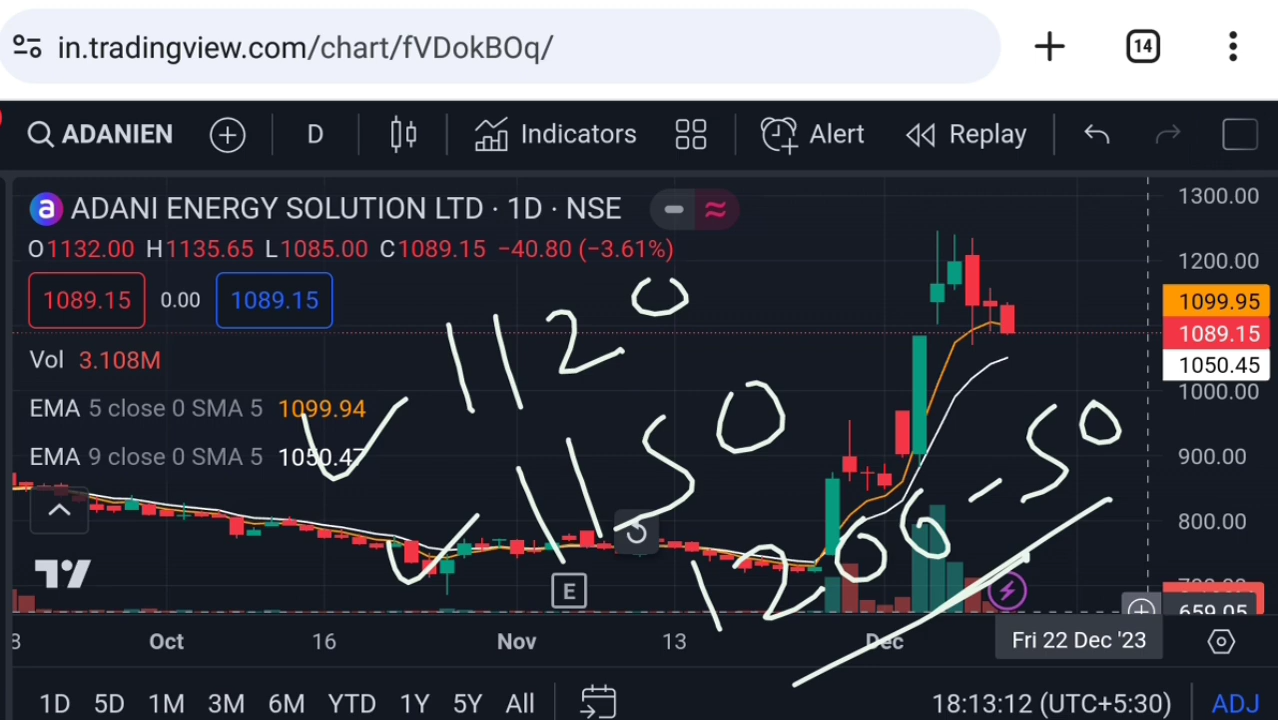 in.tradingview.com/chart/fVDokBOq/ 14
ADANIEN D Indicators Alert Replay
a ADANI ENERGY SOLUTION LTD · 1D · NSE
O1132.00 H1135.65 L1085.00 C1089.15 −40.80 (−3.61%)
1089.15 0.00 1089.15
Vol 3.108M
EMA 5 close 0 SMA 5 1099.94
EMA 9 close 0 SMA 5 1050.47
1120
1150
1200-50
1300.00
1200.00
1099.95
1089.15
1050.45
1000.00
900.00
800.00
659.05
E
Oct 16 Nov 13 Dec Fri 22 Dec '23
1D 5D 1M 3M 6M YTD 1Y 5Y All 18:13:12 (UTC+5:30) ADJ